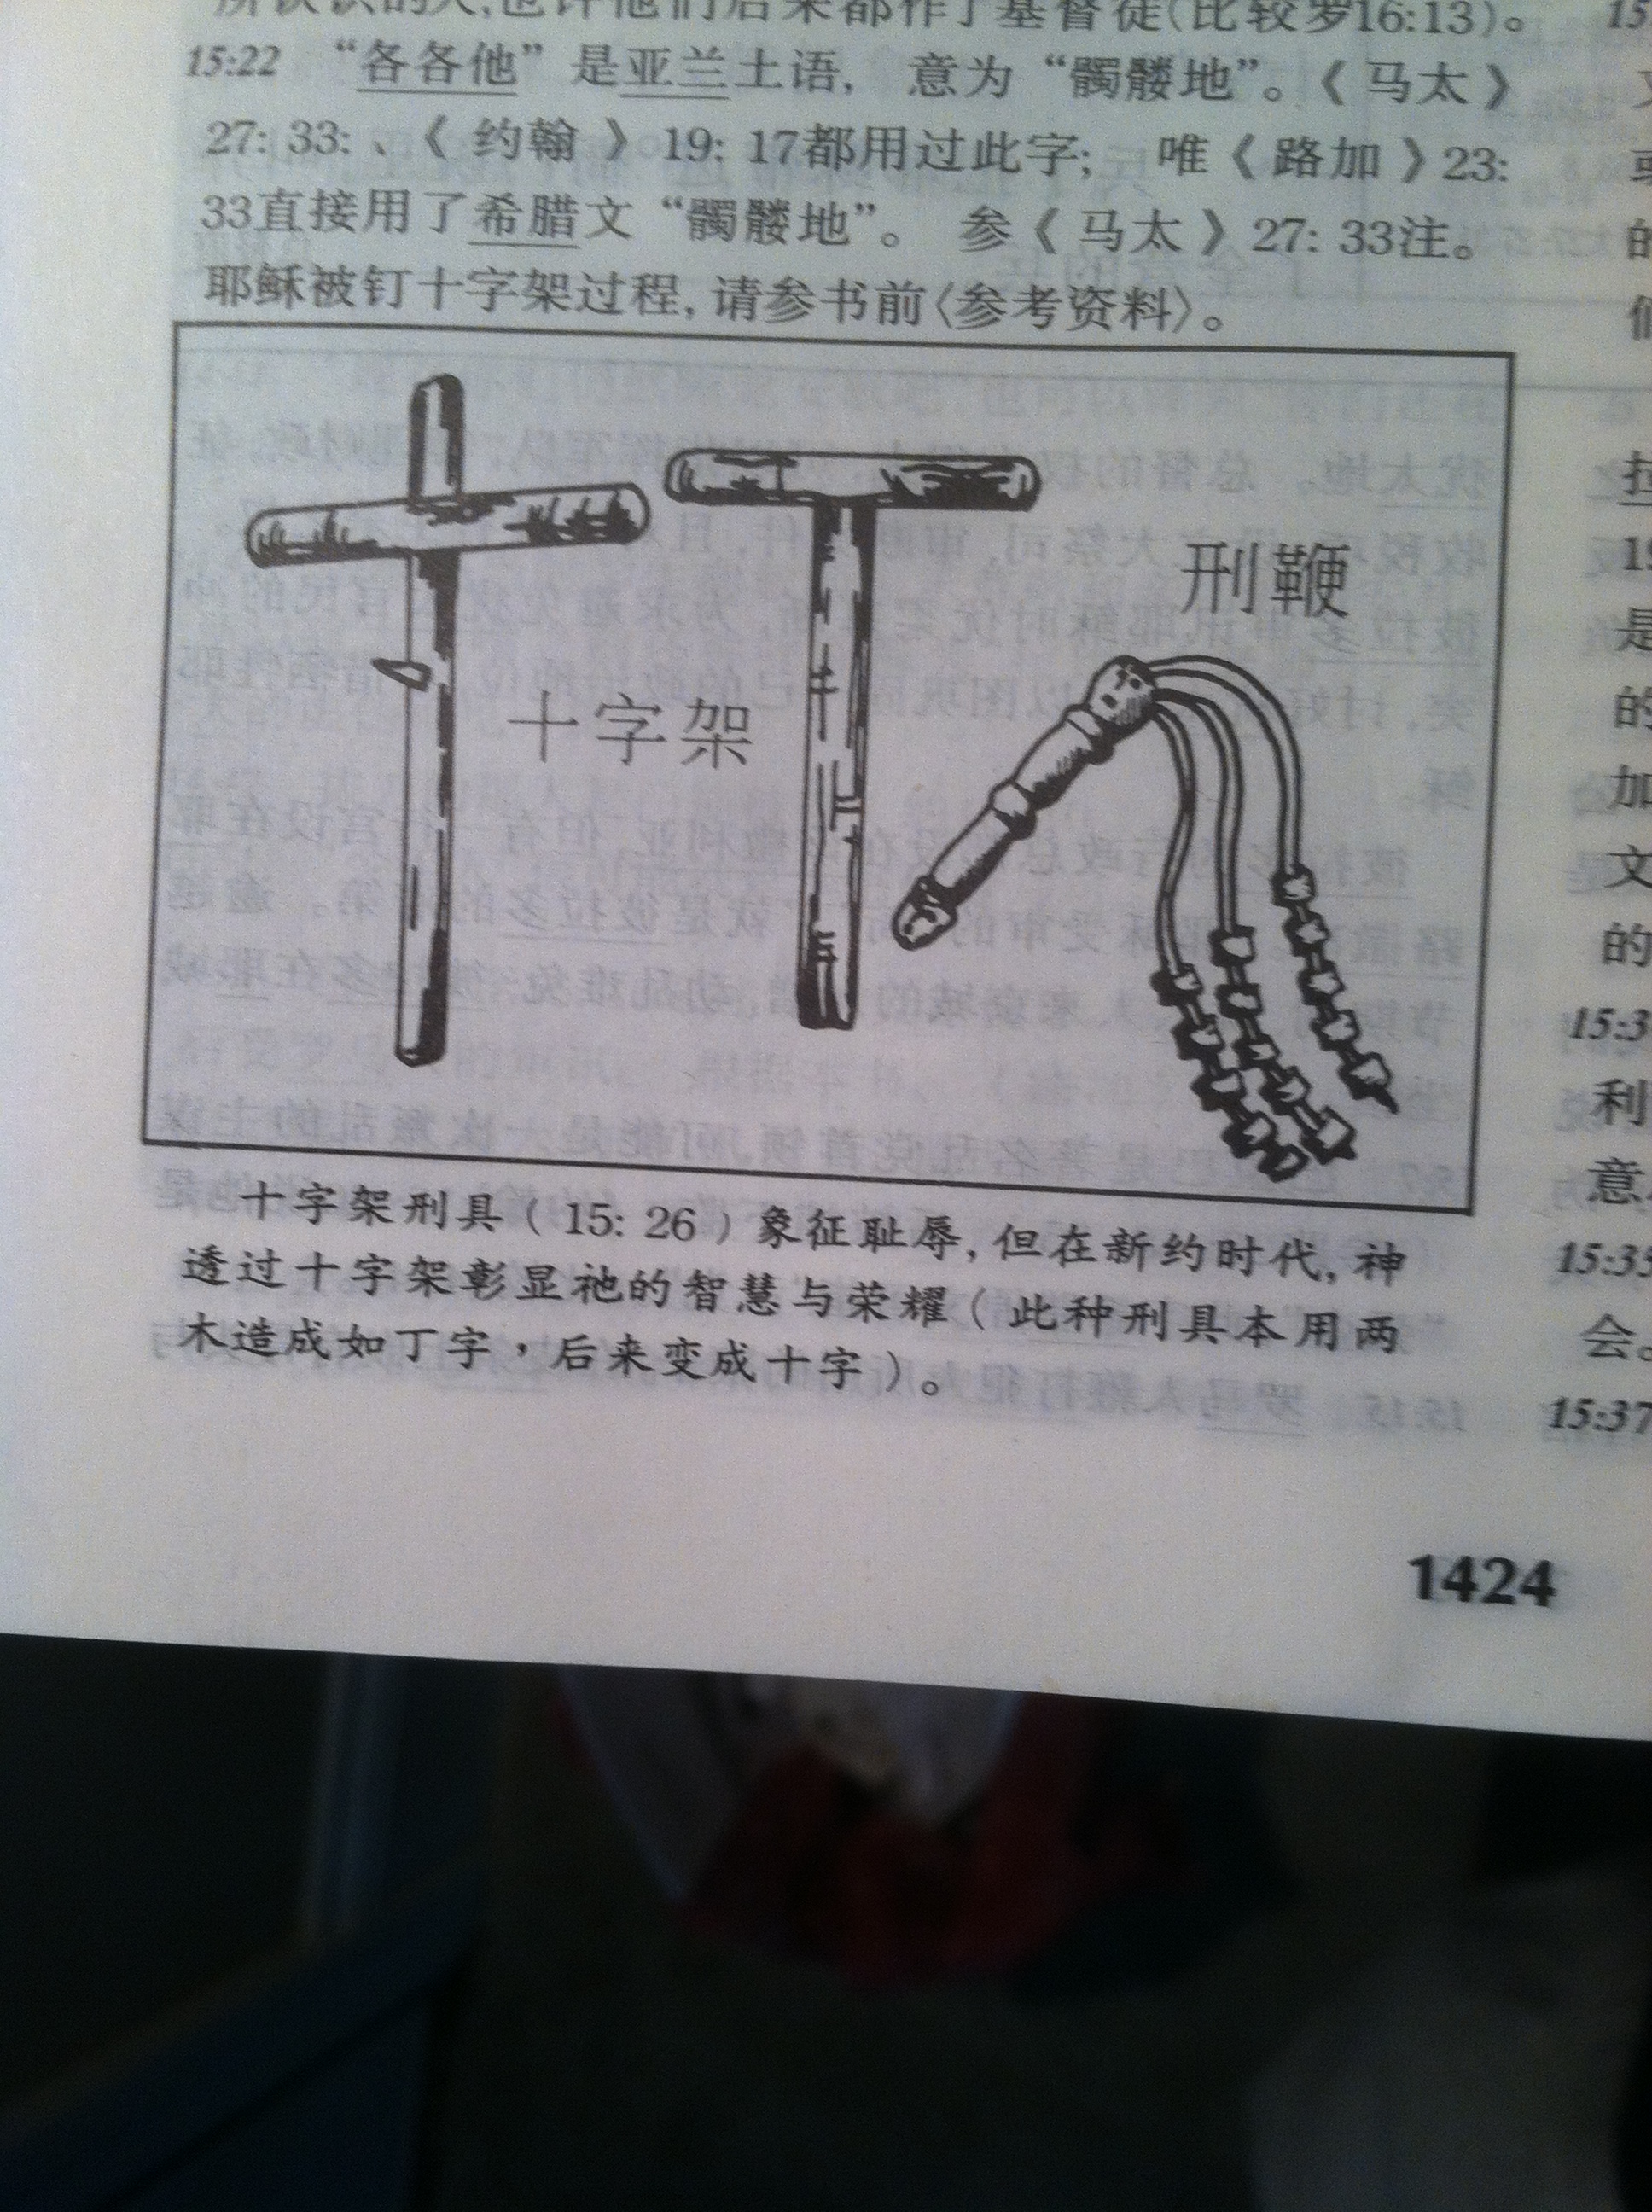 所认识的人,也许他们后来都作了基督徒(比较罗16:13)。
15:22 “各各他”是亚兰土语, 意为“髑髅地”。《马太》
27: 33: 、《约翰》19: 17都用过此字; 唯《路加》23:
33直接用了希腊文“髑髅地”。 参《马太》27: 33注。
耶稣被钉十字架过程,请参书前〈参考资料〉。
十字架
刑鞭
十字架刑具(15: 26)象征耻辱,但在新约时代,神
透过十字架彰显祂的智慧与荣耀(此种刑具本用两
木造成如丁字,后来变成十字)。
是
的
加
文
的
15:3
利
意
15:35
会。
15:37
1424